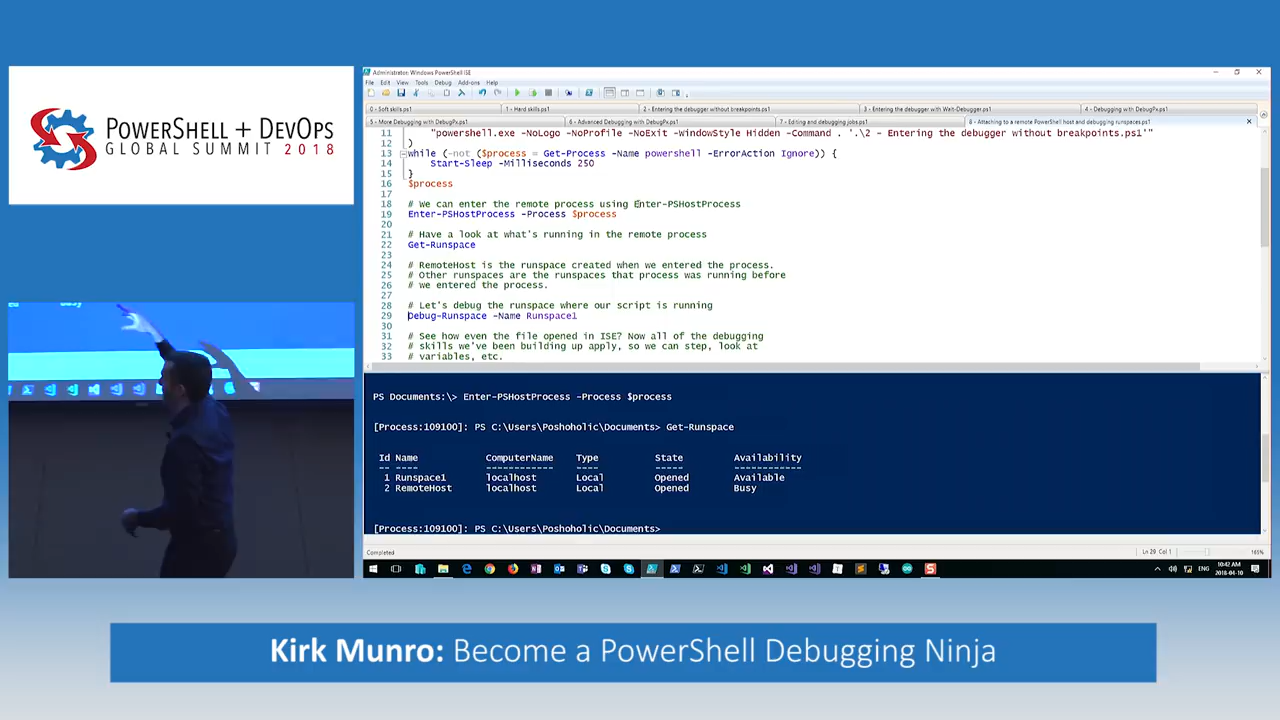 POWERSHELL + DEVOPS
GLOBAL SUMMIT 2018
Administrator: Windows PowerShell ISE
File Edit View Tools Debug Add-ons Help
0 - Soft skills.ps1
1 - Hard skills.ps1
2 - Entering the debugger without breakpoints.ps1
3 - Entering the debugger with Wait-Debugger.ps1
4 - Debugging with DebugPx.ps1
5 - More Debugging with DebugPx.ps1
6 - Advanced Debugging with DebugPx.ps1
7 - Editing and debugging jobs.ps1
8 - Attaching to a remote PowerShell host and debugging runspaces.ps1
11 "powershell.exe -NoLogo -NoProfile -NoExit -WindowStyle Hidden -Command . '.\2 - Entering the debugger without breakpoints.ps1'"
12 )
13 while (-not ($process = Get-Process -Name powershell -ErrorAction Ignore)) {
14 Start-Sleep -Milliseconds 250
15 }
16 $process
17
18 # We can enter the remote process using Enter-PSHostProcess
19 Enter-PSHostProcess -Process $process
20
21 # Have a look at what's running in the remote process
22 Get-Runspace
23
24 # RemoteHost is the runspace created when we entered the process.
25 # Other runspaces are the runspaces that process was running before
26 # we entered the process.
27
28 # Let's debug the runspace where our script is running
29 Debug-Runspace -Name Runspace1
30
31 # See how even the file opened in ISE? Now all of the debugging
32 # skills we've been building up apply, so we can step, look at
33 # variables, etc.
PS Documents:\> Enter-PSHostProcess -Process $process
[Process:109100]: PS C:\Users\Poshoholic\Documents> Get-Runspace
Id Name ComputerName Type State Availability
-- ---- ------------ ---- ----- ------------
1 Runspace1 localhost Local Opened Available
2 RemoteHost localhost Local Opened Busy
[Process:109100]: PS C:\Users\Poshoholic\Documents>
Completed
Ln 29 Col 1
165%
ENG
10:42 AM
2018-04-10
Kirk Munro: Become a PowerShell Debugging Ninja